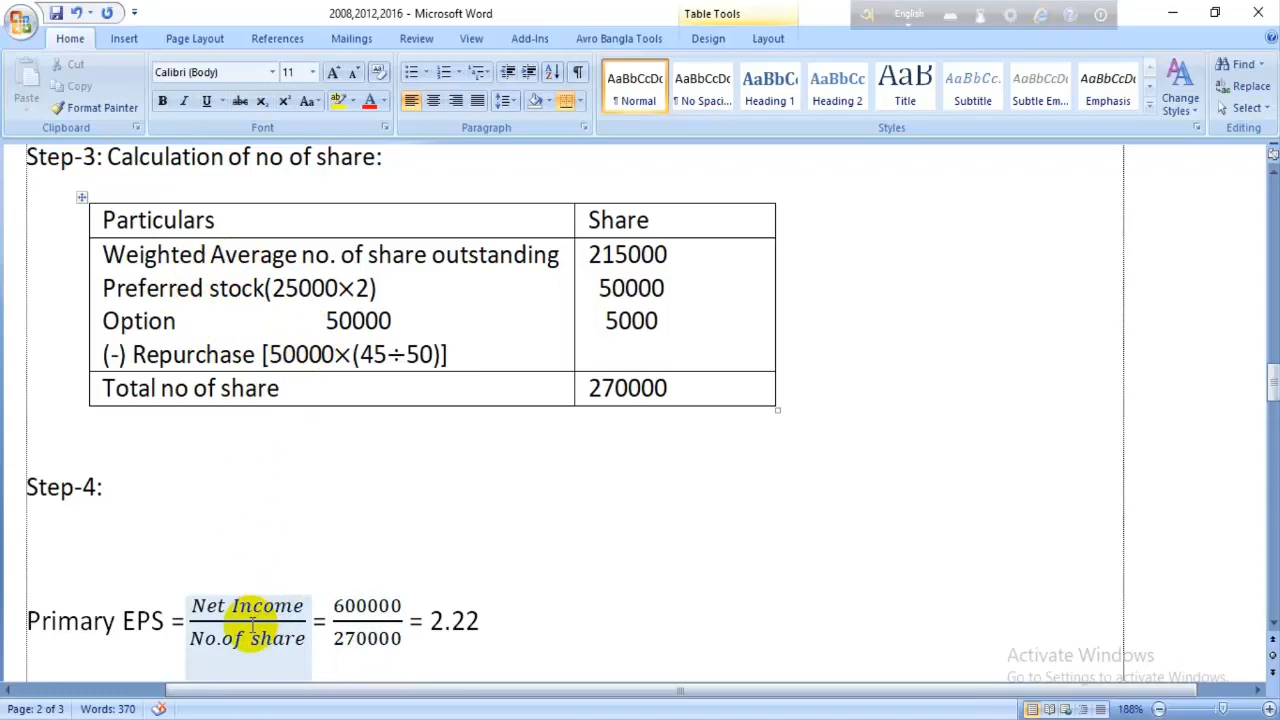 2008,2012,2016 - Microsoft Word
Table Tools
English
Home
Insert
Page Layout
References
Mailings
Review
View
Add-Ins
Avro Bangla Tools
Design
Layout
Paste
Cut
Copy
Format Painter
Clipboard
Calibri (Body)
11
Font
Paragraph
AaBbCcDc
¶ Normal
AaBbCcDc
¶ No Spaci...
AaBbC
Heading 1
AaBbCc
Heading 2
AaB
Title
AaBbCc.
Subtitle
AaBbCcDc
Subtle Em...
AaBbCcDc
Emphasis
Change
Styles
Styles
Find
Replace
Select
Editing
Step-3: Calculation of no of share:
Particulars Share
Weighted Average no. of share outstanding 215000
Preferred stock(25000×2) 50000
Option 50000 5000
(-) Repurchase [50000×(45÷50)]
Total no of share 270000
Step-4:
Primary EPS = Net Income / No.of share = 600000 / 270000 = 2.22
Activate Windows
Go to Settings to activate Windows.
Page: 2 of 3
Words: 370
188%